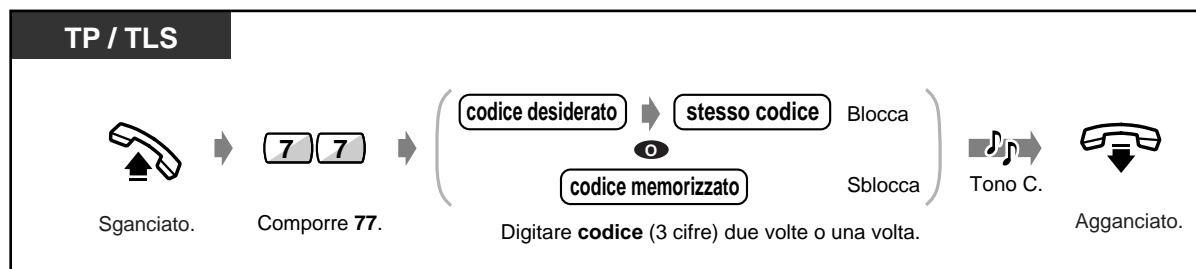 TP / TLS
codice desiderato stesso codice Blocca
7 7 o
codice memorizzato Sblocca
Tono C.
Sganciato. Comporre 77. Digitare codice (3 cifre) due volte o una volta. Agganciato.